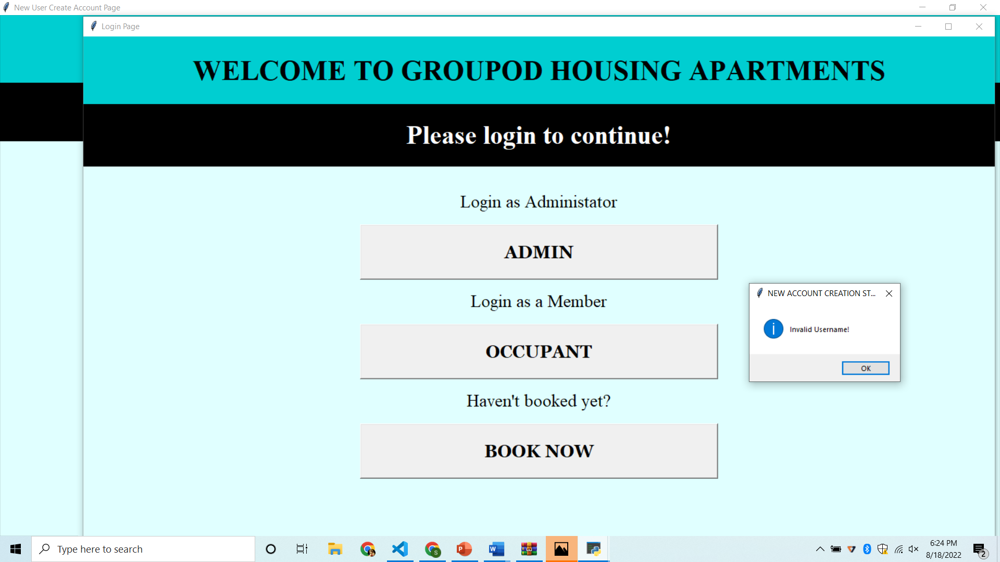 New User Create Account Page
Login Page
WELCOME TO GROUPOD HOUSING APARTMENTS
Please login to continue!
Login as Administator
ADMIN
Login as a Member
OCCUPANT
Haven't booked yet?
BOOK NOW
NEW ACCOUNT CREATION ST...
Invalid Username!
OK
Type here to search
S
P
W
6:24 PM
8/18/2022
2